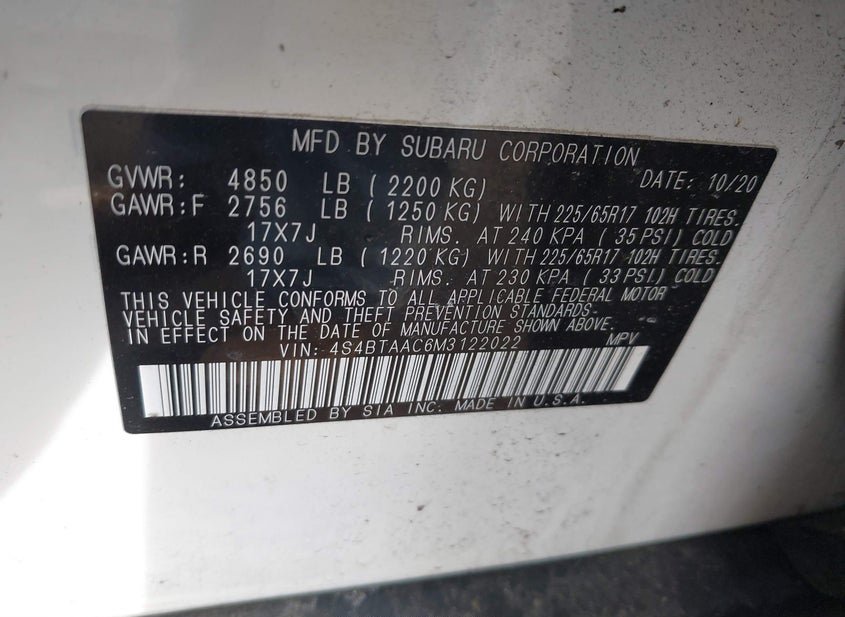 MFD BY SUBARU CORPORATION
GVWR: 4850 LB ( 2200 KG) DATE: 10/20
GAWR:F 2756 LB ( 1250 KG) WITH 225/65R17 102H TIRES.
17X7J RIMS. AT 240 KPA ( 35 PSI) COLD
GAWR:R 2690 LB ( 1220 KG) WITH 225/65R17 102H TIRES.
17X7J RIMS. AT 230 KPA ( 33 PSI) COLD
THIS VEHICLE CONFORMS TO ALL APPLICABLE FEDERAL MOTOR
VEHICLE SAFETY AND THEFT PREVENTION STANDARDS-
IN EFFECT ON THE DATE OF MANUFACTURE SHOWN ABOVE.
VIN: 4S4BTAAC6M3122022 MPV
ASSEMBLED BY SIA INC. MADE IN U.S.A.